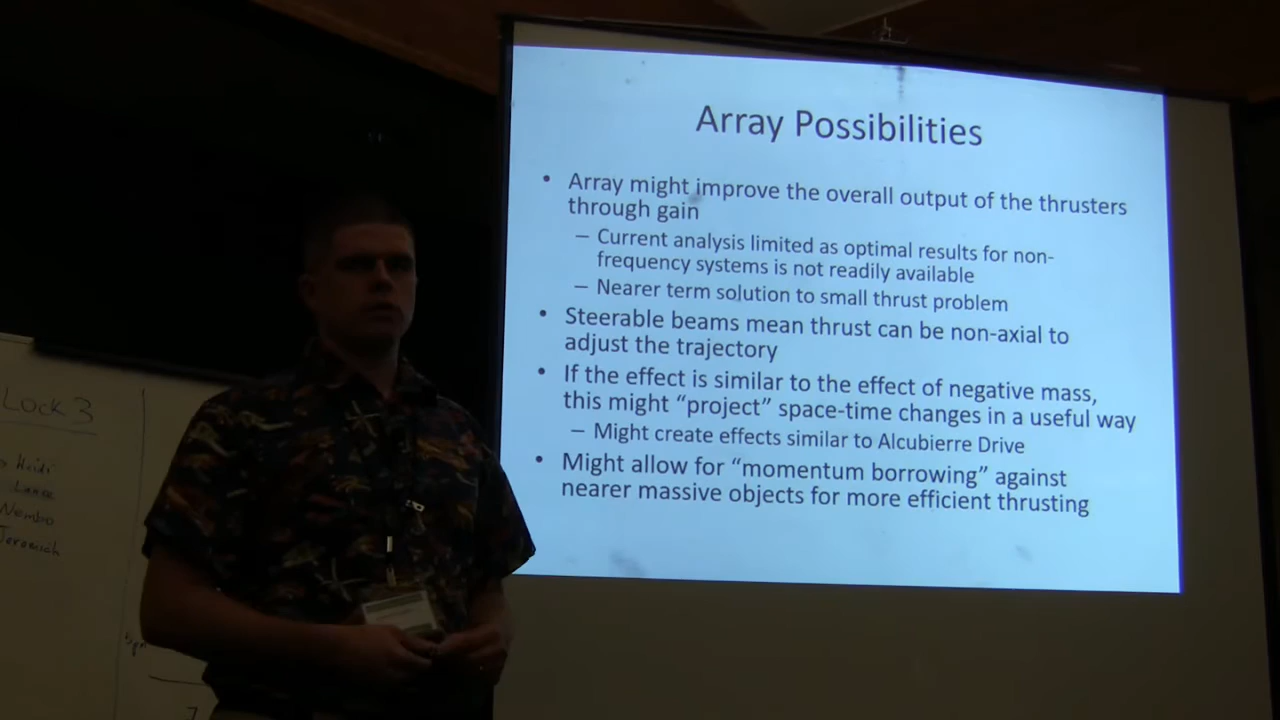 Array Possibilities
• Array might improve the overall output of the thrusters
through gain
– Current analysis limited as optimal results for non-
frequency systems is not readily available
– Nearer term solution to small thrust problem
• Steerable beams mean thrust can be non-axial to
adjust the trajectory
• If the effect is similar to the effect of negative mass,
this might “project” space-time changes in a useful way
– Might create effects similar to Alcubierre Drive
• Might allow for “momentum borrowing” against
nearer massive objects for more efficient thrusting
Lock 3
Heidi
Lance